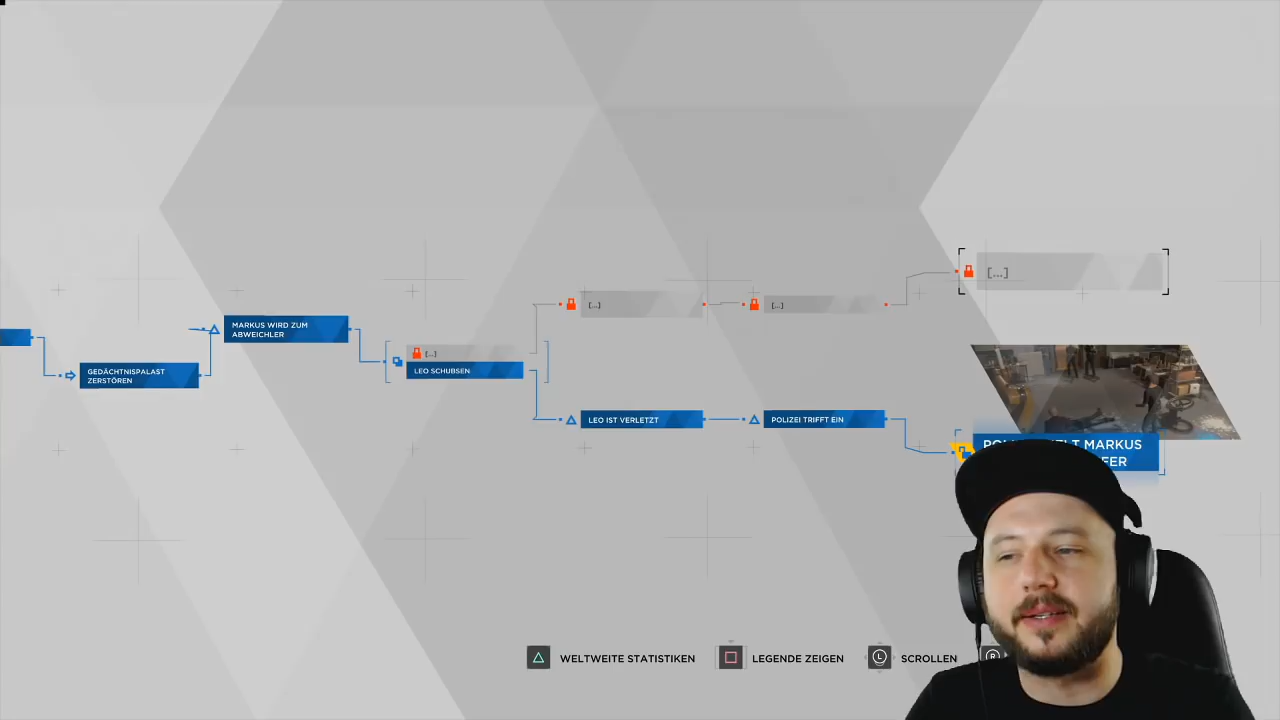 GEDÄCHTNISPALAST
ZERSTÖREN
MARKUS WIRD ZUM
ABWEICHLER
[...]
LEO SCHUBSEN
[...]
[...]
[...]
LEO IST VERLETZT
POLIZEI TRIFFT EIN
MARKUS
WELTWEITE STATISTIKEN
LEGENDE ZEIGEN
L
SCROLLEN
R